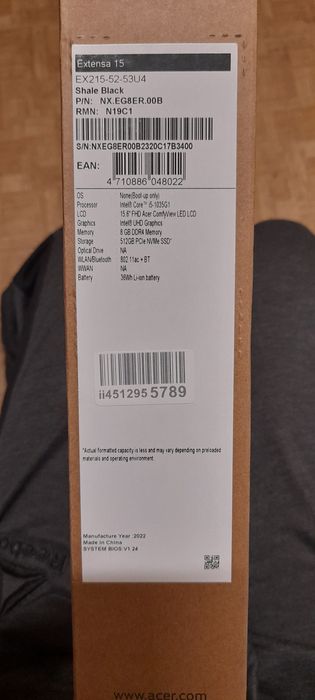 Extensa 15
EX215-52-53U4
Shale Black
P/N: NX.EG8ER.00B
RMN: N19C1
S/N:NXEG8ER00B2320C17B3400
EAN:
4 710886 048022
OS None(Boot-up only)
Processor Intel® Core™ i5-1035G1
LCD 15.6" FHD Acer ComfyView LED LCD
Graphics Intel® UHD Graphics
Memory 8 GB DDR4 Memory
Storage 512GB PCIe NVMe SSD*
Optical Drive NA
WLAN/Bluetooth 802.11ac + BT
WWAN NA
Battery 36Wh Li-ion battery
ii451295 5789
*Actual formatted capacity is less and may vary depending on preloaded
materials and operating environment.
Manufacture Year :2022
Made in China
SYSTEM BIOS:V1.24
www.acer.com